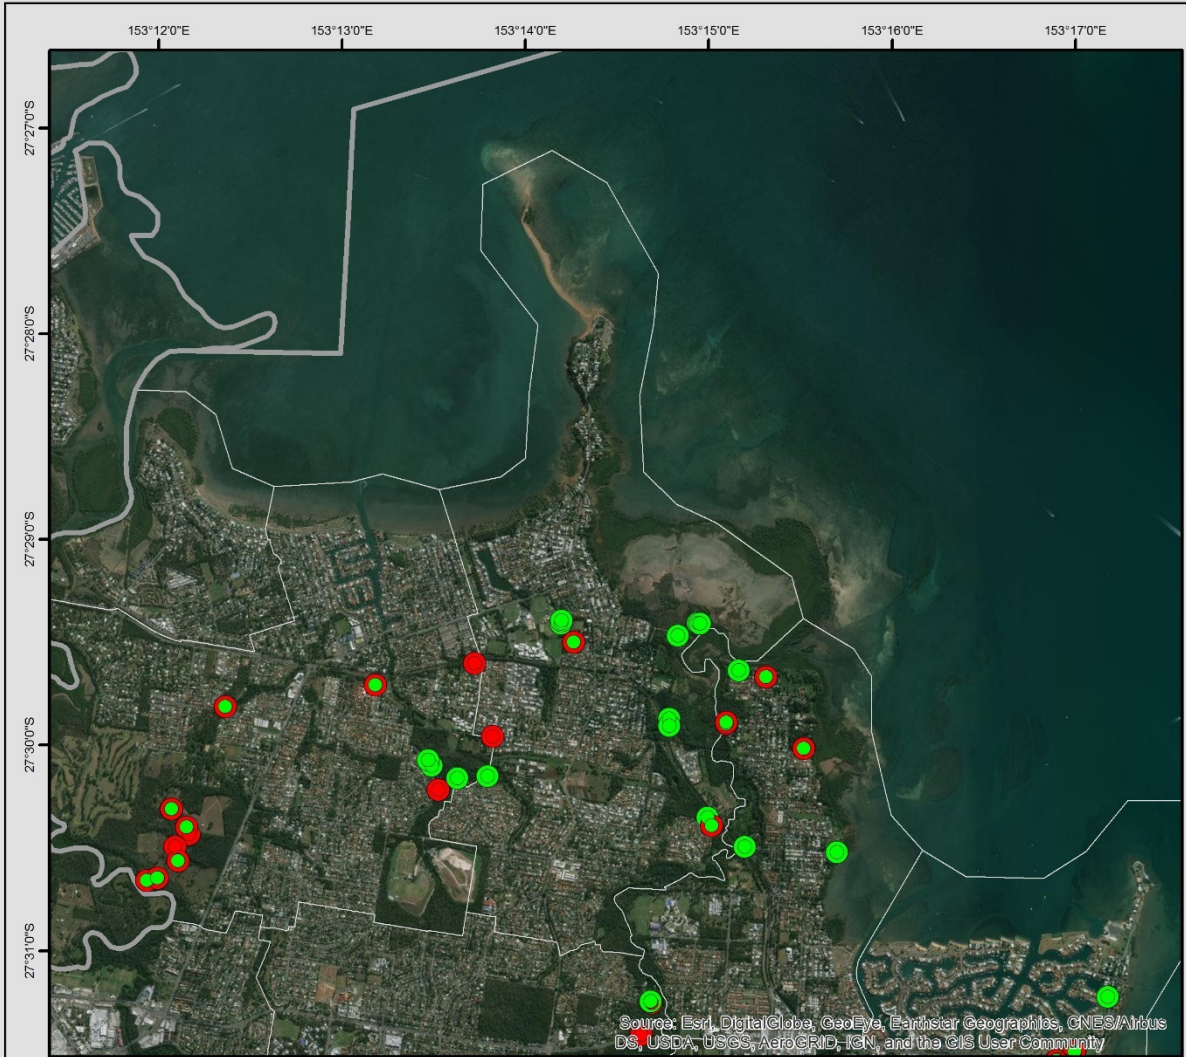 153°12'0"E 153°13'0"E 153°14'0"E 153°15'0"E 153°16'0"E 153°17'0"E
27°27'0"S
27°28'0"S
27°29'0"S
27°30'0"S
27°31'0"S
Source: Esri, DigitalGlobe, GeoEye, Earthstar Geographics, CNES/Airbus
DS, USDA, USGS, AeroGRID, IGN, and the GIS User Community